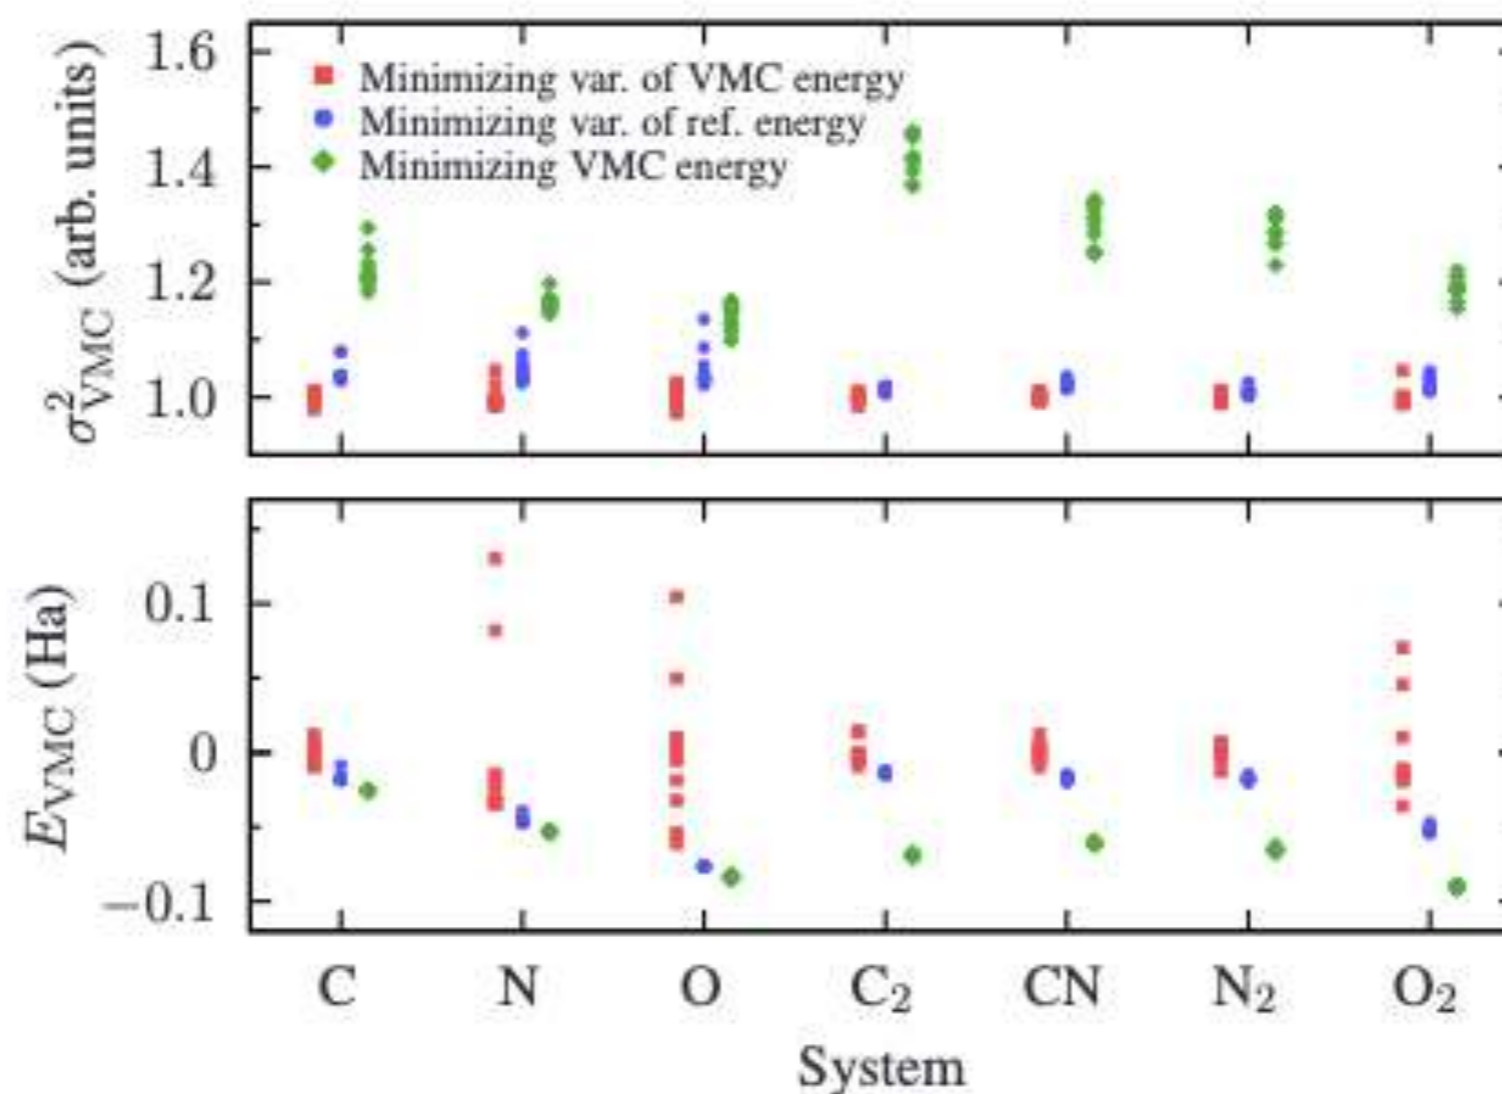 σ²VMC (arb. units)
1.6
1.4
1.2
1.0
Minimizing var. of VMC energy
Minimizing var. of ref. energy
Minimizing VMC energy
EVMC (Ha)
0.1
0
−0.1
C N O C₂ CN N₂ O₂
System